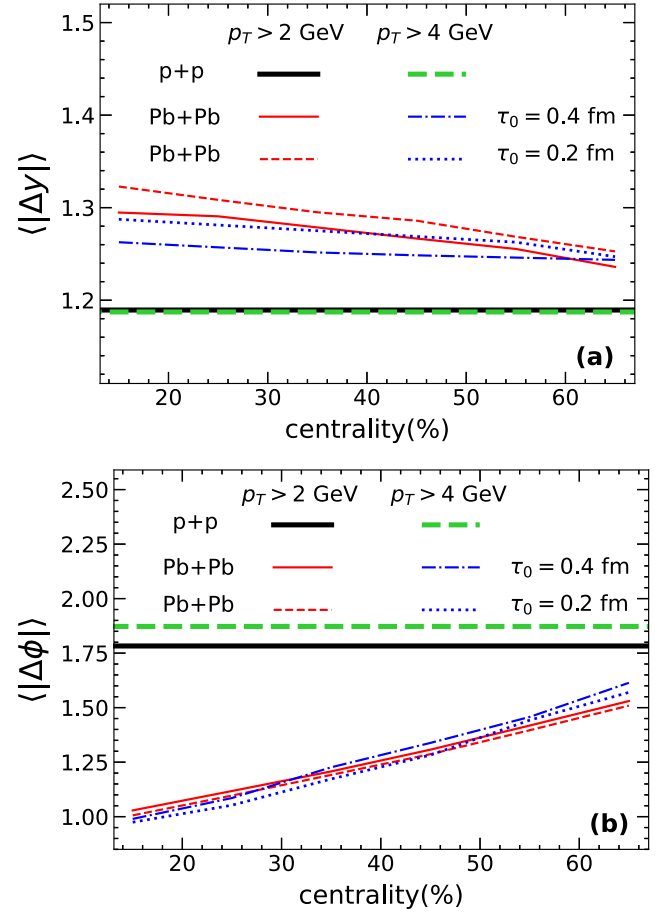 p_T > 2 GeV p_T > 4 GeV
p+p
Pb+Pb τ_0 = 0.4 fm
Pb+Pb τ_0 = 0.2 fm
⟨|Δy|⟩
1.5
1.4
1.3
1.2
(a)
20 30 40 50 60
centrality(%)
p_T > 2 GeV p_T > 4 GeV
p+p
Pb+Pb τ_0 = 0.4 fm
Pb+Pb τ_0 = 0.2 fm
⟨|Δϕ|⟩
2.50
2.25
2.00
1.75
1.50
1.25
1.00
(b)
20 30 40 50 60
centrality(%)